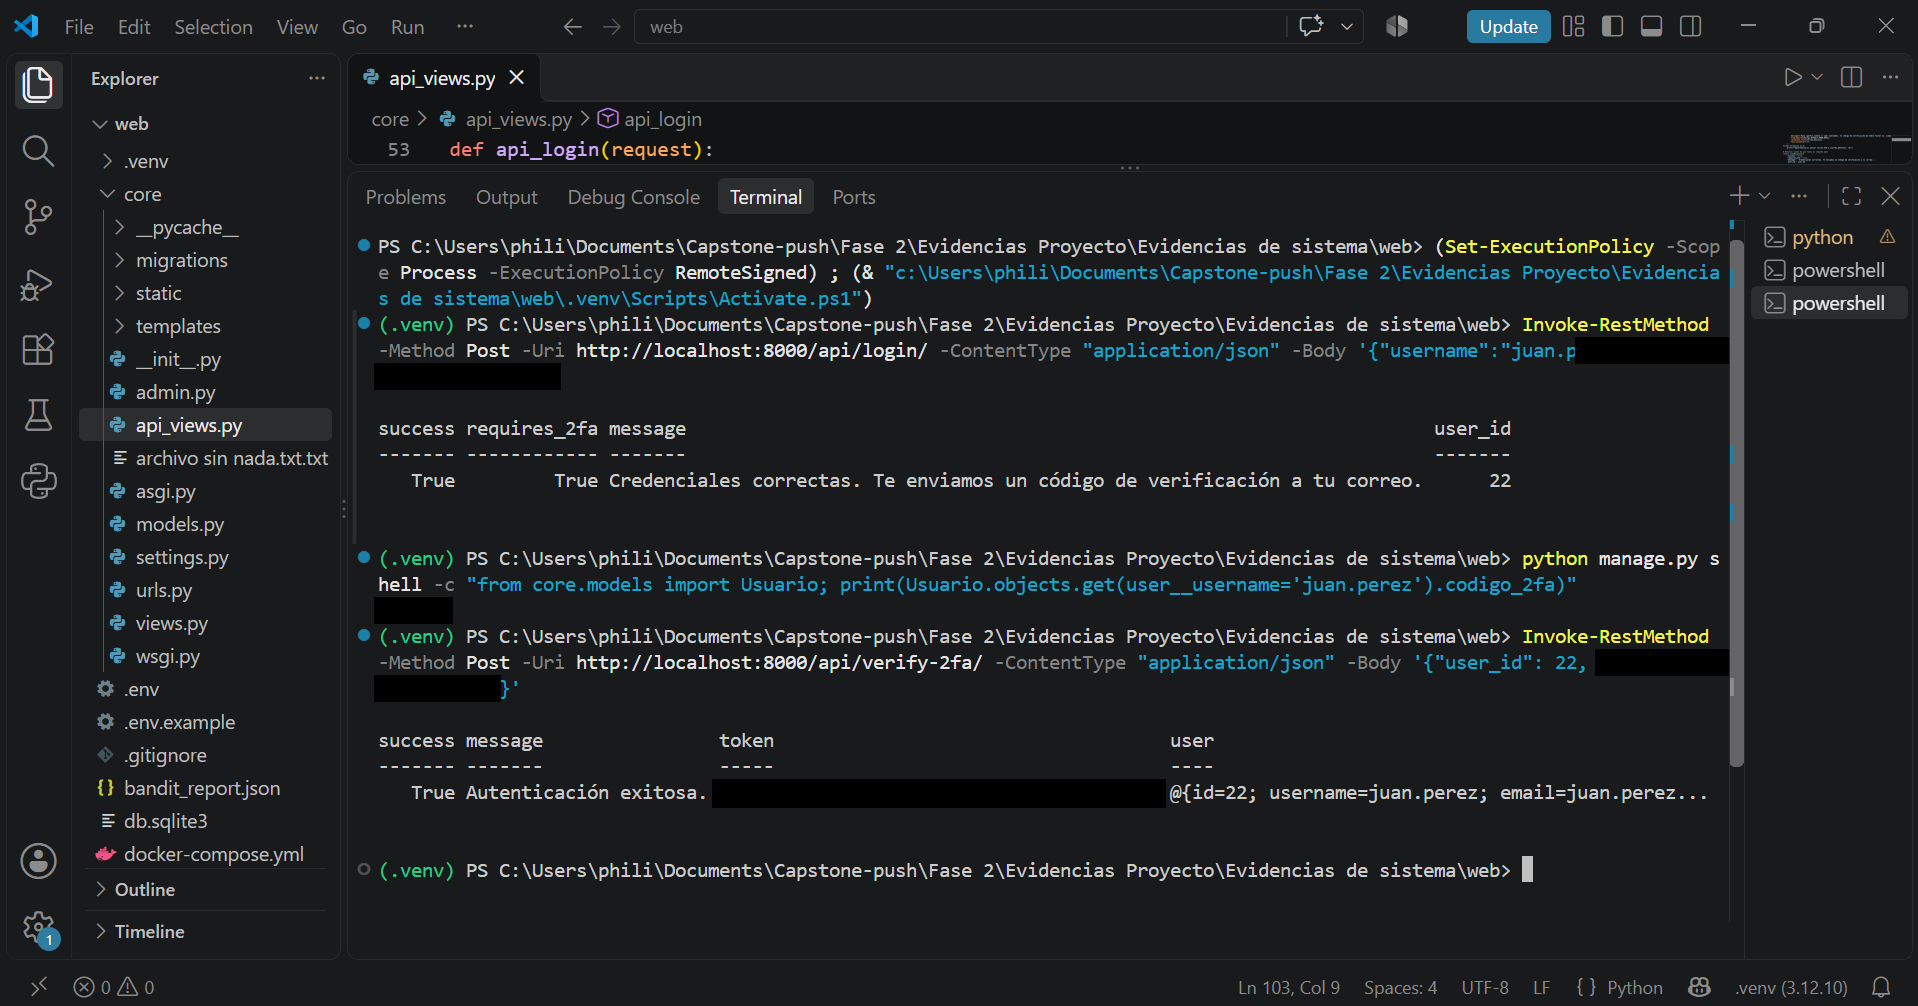 File Edit Selection View Go Run ... web Update
Explorer ...
web
.venv
core
__pycache__
migrations
static
templates
__init__.py
admin.py
api_views.py
archivo sin nada.txt.txt
asgi.py
models.py
settings.py
urls.py
views.py
wsgi.py
.env
.env.example
.gitignore
bandit_report.json
db.sqlite3
docker-compose.yml
Outline
Timeline
1
api_views.py
core > api_views.py > api_login
53 def api_login(request):
Problems Output Debug Console Terminal Ports
PS C:\Users\phili\Documents\Capstone-push\Fase 2\Evidencias Proyecto\Evidencias de sistema\web> (Set-ExecutionPolicy -Scop
e Process -ExecutionPolicy RemoteSigned) ; (& "c:\Users\phili\Documents\Capstone-push\Fase 2\Evidencias Proyecto\Evidencia
s de sistema\web\.venv\Scripts\Activate.ps1")
(.venv) PS C:\Users\phili\Documents\Capstone-push\Fase 2\Evidencias Proyecto\Evidencias de sistema\web> Invoke-RestMethod
-Method Post -Uri http://localhost:8000/api/login/ -ContentType "application/json" -Body '{"username":"juan.p
success requires_2fa message user_id
------- ------------ ------- -------
True True Credenciales correctas. Te enviamos un código de verificación a tu correo. 22
(.venv) PS C:\Users\phili\Documents\Capstone-push\Fase 2\Evidencias Proyecto\Evidencias de sistema\web> python manage.py s
hell -c "from core.models import Usuario; print(Usuario.objects.get(user__username='juan.perez').codigo_2fa)"
(.venv) PS C:\Users\phili\Documents\Capstone-push\Fase 2\Evidencias Proyecto\Evidencias de sistema\web> Invoke-RestMethod
-Method Post -Uri http://localhost:8000/api/verify-2fa/ -ContentType "application/json" -Body '{"user_id": 22,
}'
success message token user
------- ------- ----- ----
True Autenticación exitosa. @{id=22; username=juan.perez; email=juan.perez...
(.venv) PS C:\Users\phili\Documents\Capstone-push\Fase 2\Evidencias Proyecto\Evidencias de sistema\web>
python
powershell
powershell
0 0 Ln 103, Col 9 Spaces: 4 UTF-8 LF { } Python .venv (3.12.10)